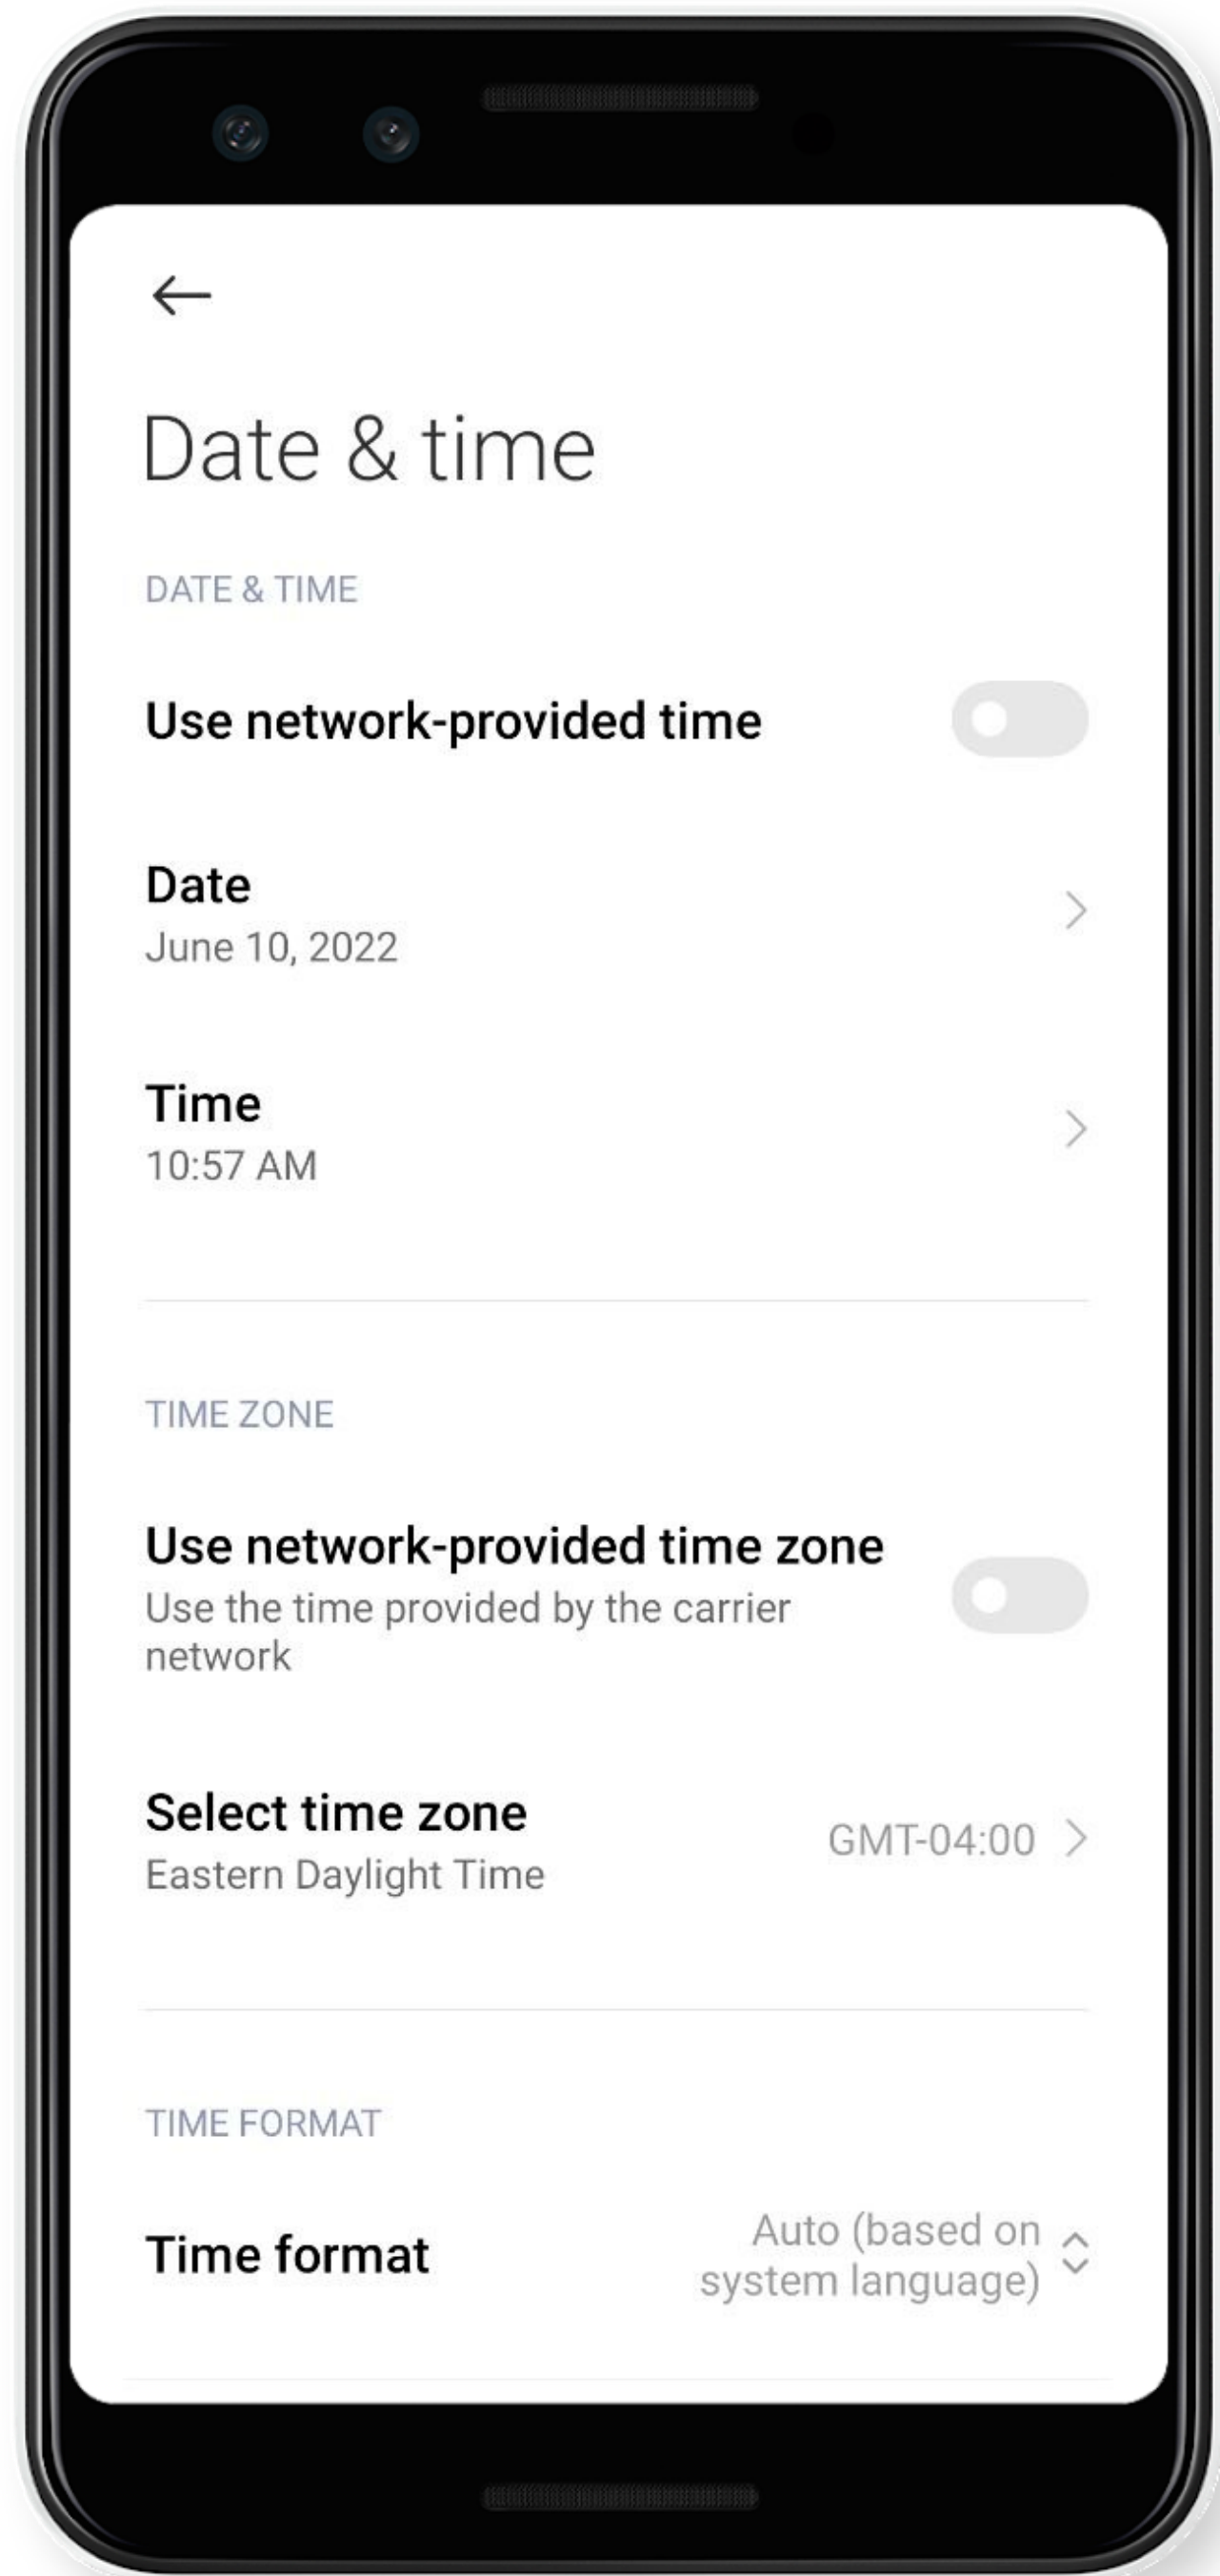 Date & time
DATE & TIME
Use network-provided time
Date
June 10, 2022
Time
10:57 AM
TIME ZONE
Use network-provided time zone
Use the time provided by the carrier
network
Select time zone
Eastern Daylight Time
GMT-04:00
TIME FORMAT
Time format
Auto (based on
system language)